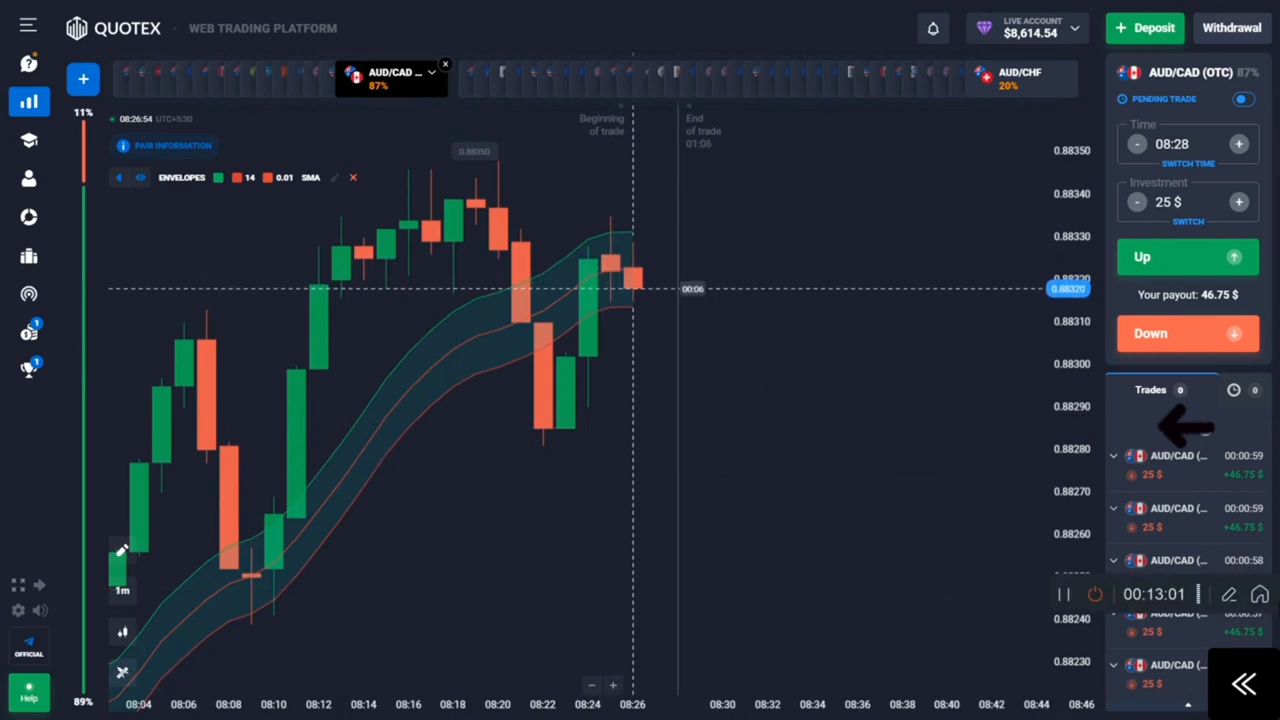 QUOTEX
WEB TRADING PLATFORM
LIVE ACCOUNT
$8,614.54
+ Deposit
Withdrawal
+
AUD/CAD ...
87%
AUD/CHF
20%
11%
08:26:54 UTC+5:30
PAIR INFORMATION
ENVELOPES 14 0.01 SMA
0.88350
Beginning
of trade
End
of trade
01:06
00:06
0.88350
0.88340
0.88330
0.88320
0.88310
0.88300
0.88290
0.88280
0.88270
0.88260
0.88240
0.88230
AUD/CAD (OTC) 87%
PENDING TRADE
Time
- 08:28 +
SWITCH TIME
Investment
- 25 $ +
SWITCH
Up
Your payout: 46.75 $
Down
Trades 0
0
AUD/CAD (... 00:00:59
25 $ +46.75 $
AUD/CAD (... 00:00:59
25 $ +46.75 $
AUD/CAD (... 00:00:58
00:13:01
25 $ +46.75 $
AUD/CAD (...
25 $
1
1
OFFICIAL
Help
1m
89%
- +
08:04 08:06 08:08 08:10 08:12 08:14 08:16 08:18 08:20 08:22 08:24 08:26 08:30 08:32 08:34 08:36 08:38 08:40 08:42 08:44 08:46